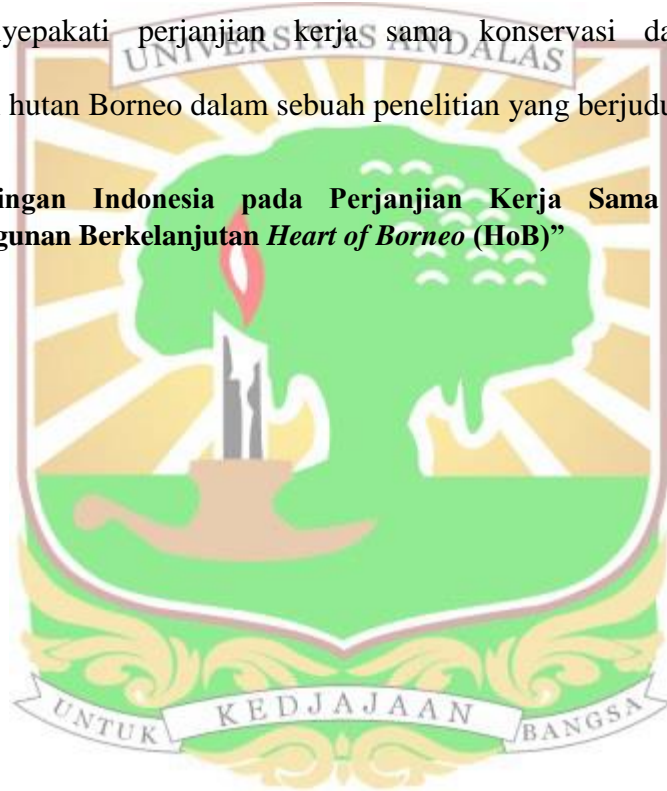 yepakati perjanjian kerja sama konservasi da
UNIVERSITAS ANDALAS
hutan Borneo dalam sebuah penelitian yang berjudu
ingan Indonesia pada Perjanjian Kerja Sama
gunan Berkelanjutan Heart of Borneo (HoB)”
UNTUK KEDJAJAAN BANGSA